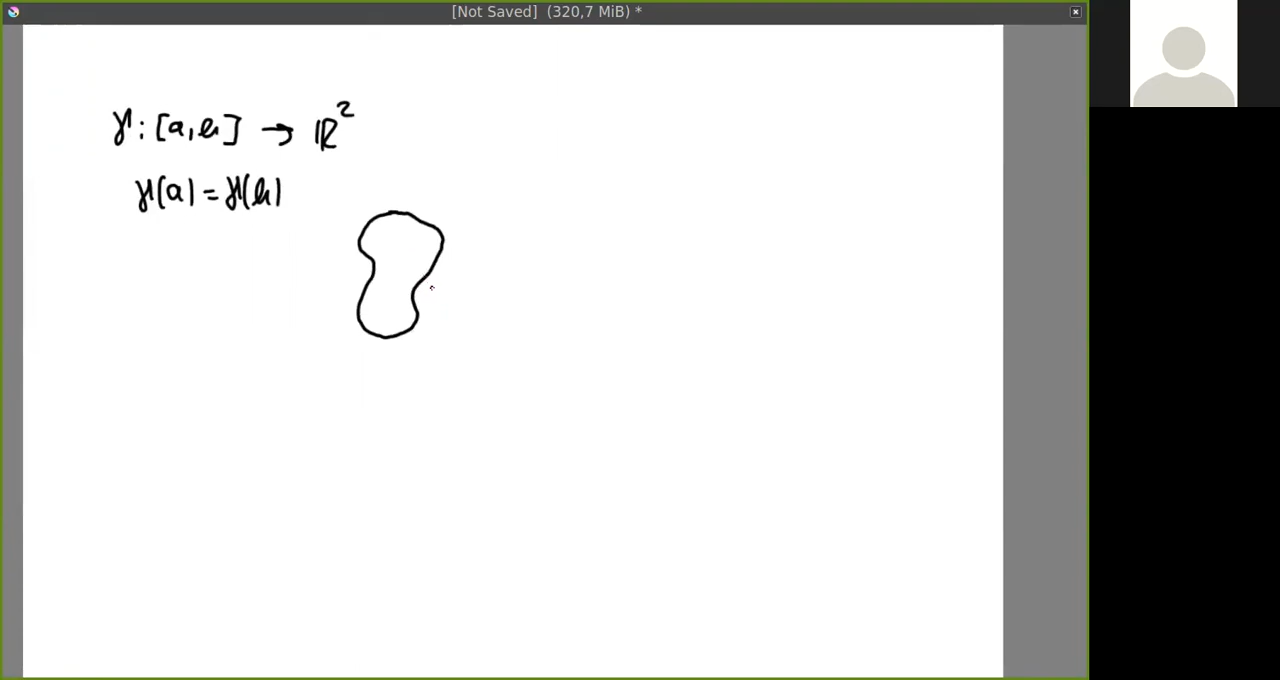 [Not Saved] (320,7 MiB) *
γ : [a, b] → ℝ²
γ(a) = γ(b)